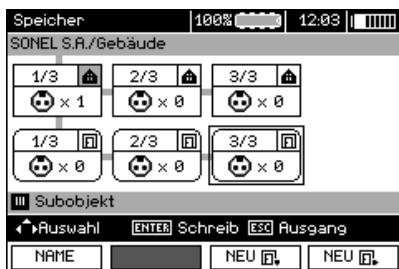 Speicher 100% 12:03
SONEL S.A./Gebäude
1/3 2/3 3/3
x 1 x 0 x 0
1/3 2/3 3/3
x 0 x 0 x 0
Subobjekt
Auswahl ENTER Schreib ESC Ausgang
NAME NEU NEU